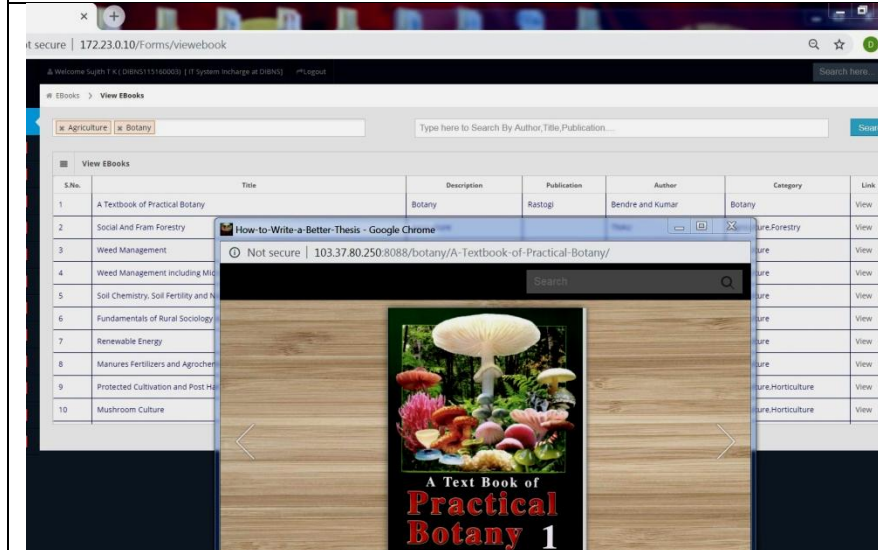 t secure | 172.23.0.10/Forms/viewebook
Welcome Sujith T K ( DIBNS115160003) | IT System Incharge at DIBNS) Logout
Search here...
EBooks > View EBooks
x Agriculture x Botany
Type here to Search By Author,Title,Publication....
Sear
View EBooks
S.No. Title Description Publication Author Category Link
1 A Textbook of Practical Botany Botany Rastogi Bendre and Kumar Botany View
2 Social And Fram Forestry ure,Forestry View
3 Weed Management ure View
4 Weed Management including Mic ure View
5 Soil Chemistry, Soil Fertility and N ure View
6 Fundamentals of Rural Sociology ure View
7 Renewable Energy ure View
8 Manures Fertilizers and Agrochem ure View
9 Protected Cultivation and Post Ha ure,Horticulture View
10 Mushroom Culture ure,Horticulture View
How-to-Write-a-Better-Thesis - Google Chrome
Not secure | 103.37.80.250:8088/botany/A-Textbook-of-Practical-Botany/
Search
A Text Book of
Practical
Botany 1